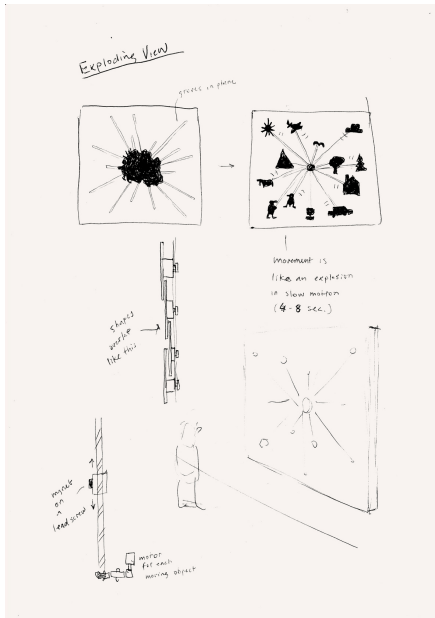 Exploding View
grooves in plane
movement is
like an explosion
in slow motion
(4-8 sec.)
shapes
overlap
like this
magnet
on
a
lead screw
motor
for each
moving object